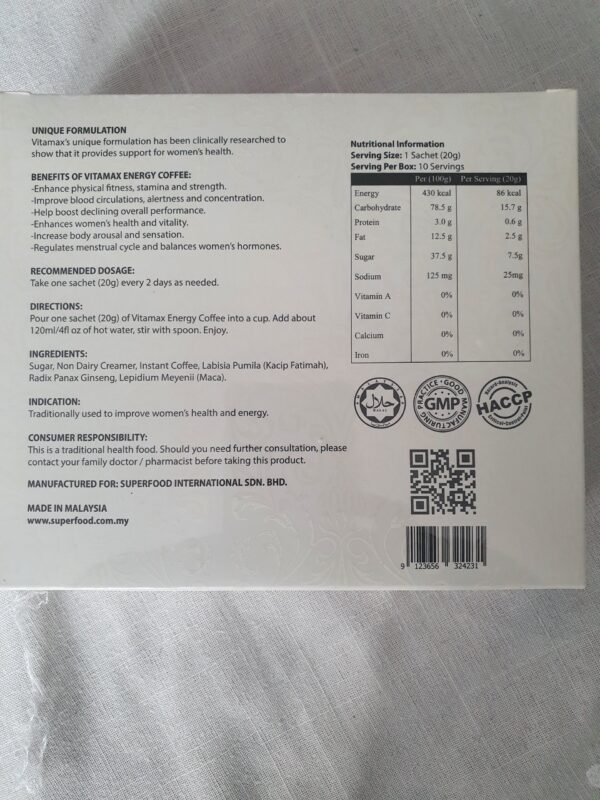 UNIQUE FORMULATION
Vitamax's unique formulation has been clinically researched to
show that it provides support for women's health.
BENEFITS OF VITAMAX ENERGY COFFEE:
-Enhance physical fitness, stamina and strength.
-Improve blood circulations, alertness and concentration.
-Help boost declining overall performance.
-Enhances women's health and vitality.
-Increase body arousal and sensation.
-Regulates menstrual cycle and balances women's hormones.
RECOMMENDED DOSAGE:
Take one sachet (20g) every 2 days as needed.
DIRECTIONS:
Pour one sachet (20g) of Vitamax Energy Coffee into a cup. Add about
120ml/4fl oz of hot water, stir with spoon. Enjoy.
INGREDIENTS:
Sugar, Non Dairy Creamer, Instant Coffee, Labisia Pumila (Kacip Fatimah),
Radix Panax Ginseng, Lepidium Meyenii (Maca).
INDICATION:
Traditionally used to improve women's health and energy.
CONSUMER RESPONSIBILITY:
This is a traditional health food. Should you need further consultation, please
contact your family doctor / pharmacist before taking this product.
MANUFACTURED FOR: SUPERFOOD INTERNATIONAL SDN. BHD.
MADE IN MALAYSIA
www.superfood.com.my
Nutritional Information
Serving Size: 1 Sachet (20g)
Serving Per Box: 10 Servings
Per (100g) Per Serving (20g)
Energy 430 kcal 86 kcal
Carbohydrate 78.5 g 15.7 g
Protein 3.0 g 0.6 g
Fat 12.5 g 2.5 g
Sugar 37.5 g 7.5g
Sodium 125 mg 25mg
Vitamin A 0% 0%
Vitamin C 0% 0%
Calcium 0% 0%
Iron 0% 0%
حلال
HALAL
PRACTICE • GOOD MANUFACTURING
GMP
HACCP
9 123656 324231